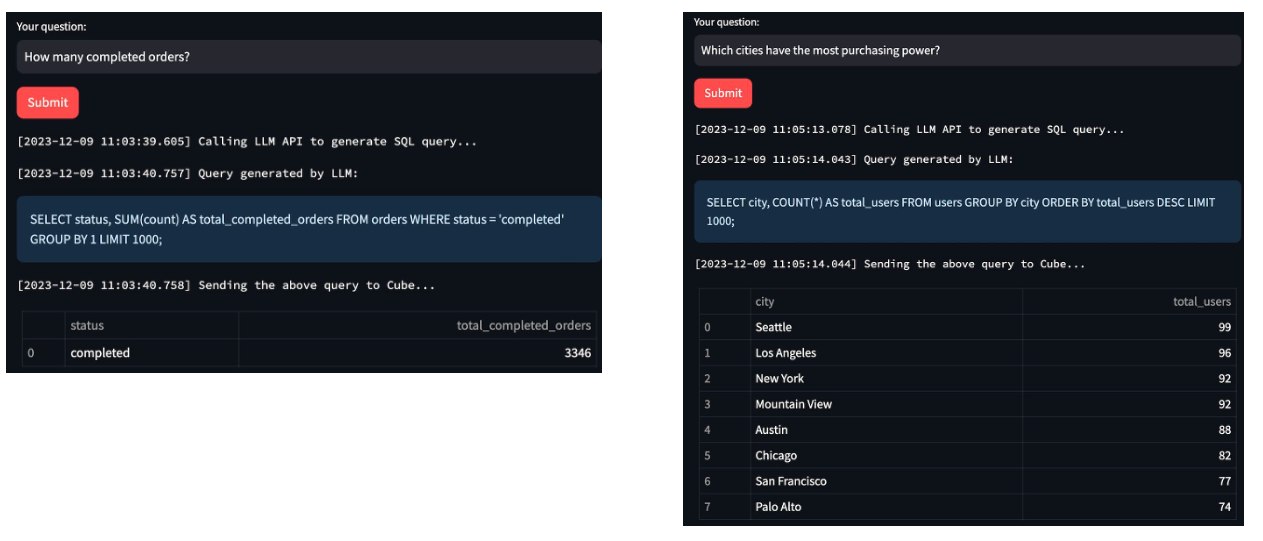 Your question:
How many completed orders?
Submit
[2023-12-09 11:03:39.605] Calling LLM API to generate SQL query...
[2023-12-09 11:03:40.757] Query generated by LLM:
SELECT status, SUM(count) AS total_completed_orders FROM orders WHERE status = 'completed'
GROUP BY 1 LIMIT 1000;
[2023-12-09 11:03:40.758] Sending the above query to Cube...
status total_completed_orders
0 completed 3346
Your question:
Which cities have the most purchasing power?
Submit
[2023-12-09 11:05:13.078] Calling LLM API to generate SQL query...
[2023-12-09 11:05:14.043] Query generated by LLM:
SELECT city, COUNT(*) AS total_users FROM users GROUP BY city ORDER BY total_users DESC LIMIT
1000;
[2023-12-09 11:05:14.044] Sending the above query to Cube...
city total_users
0 Seattle 99
1 Los Angeles 96
2 New York 92
3 Mountain View 92
4 Austin 88
5 Chicago 82
6 San Francisco 77
7 Palo Alto 74